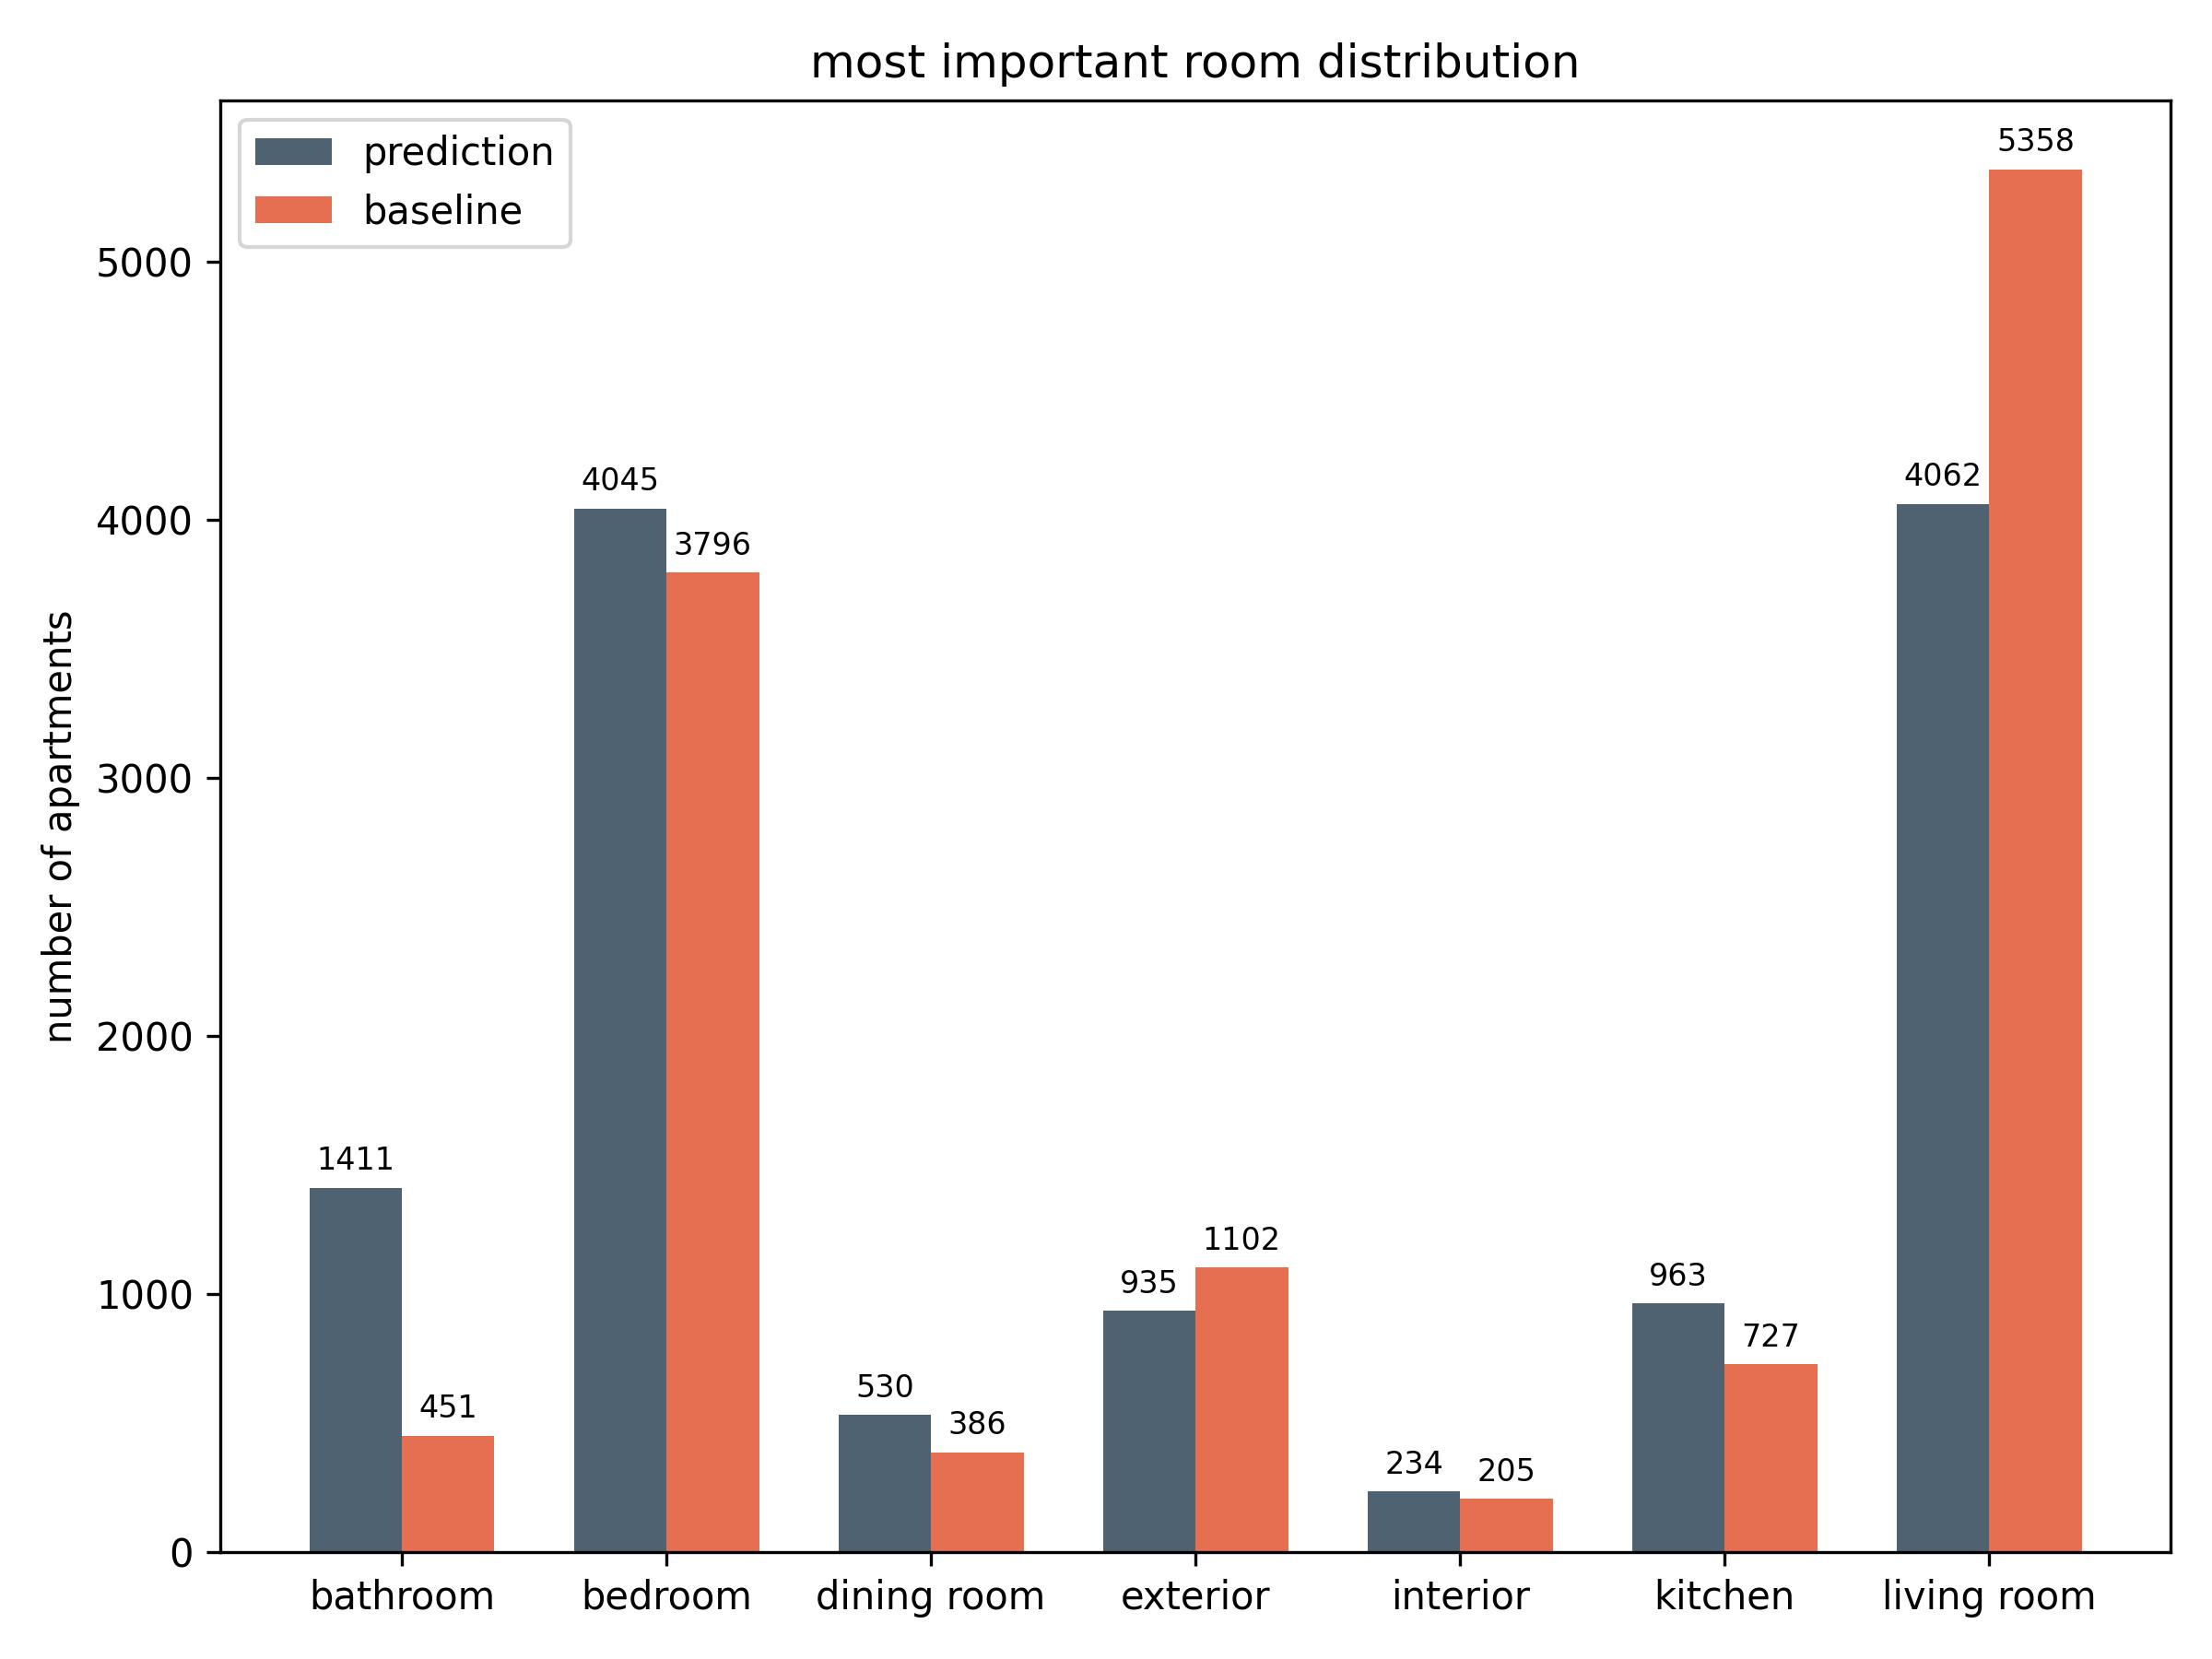 most important room distribution
prediction
baseline
number of apartments
5000
4000
3000
2000
1000
0
1411
451
4045
3796
530
386
935
1102
234
205
963
727
4062
5358
bathroom
bedroom
dining room
exterior
interior
kitchen
living room